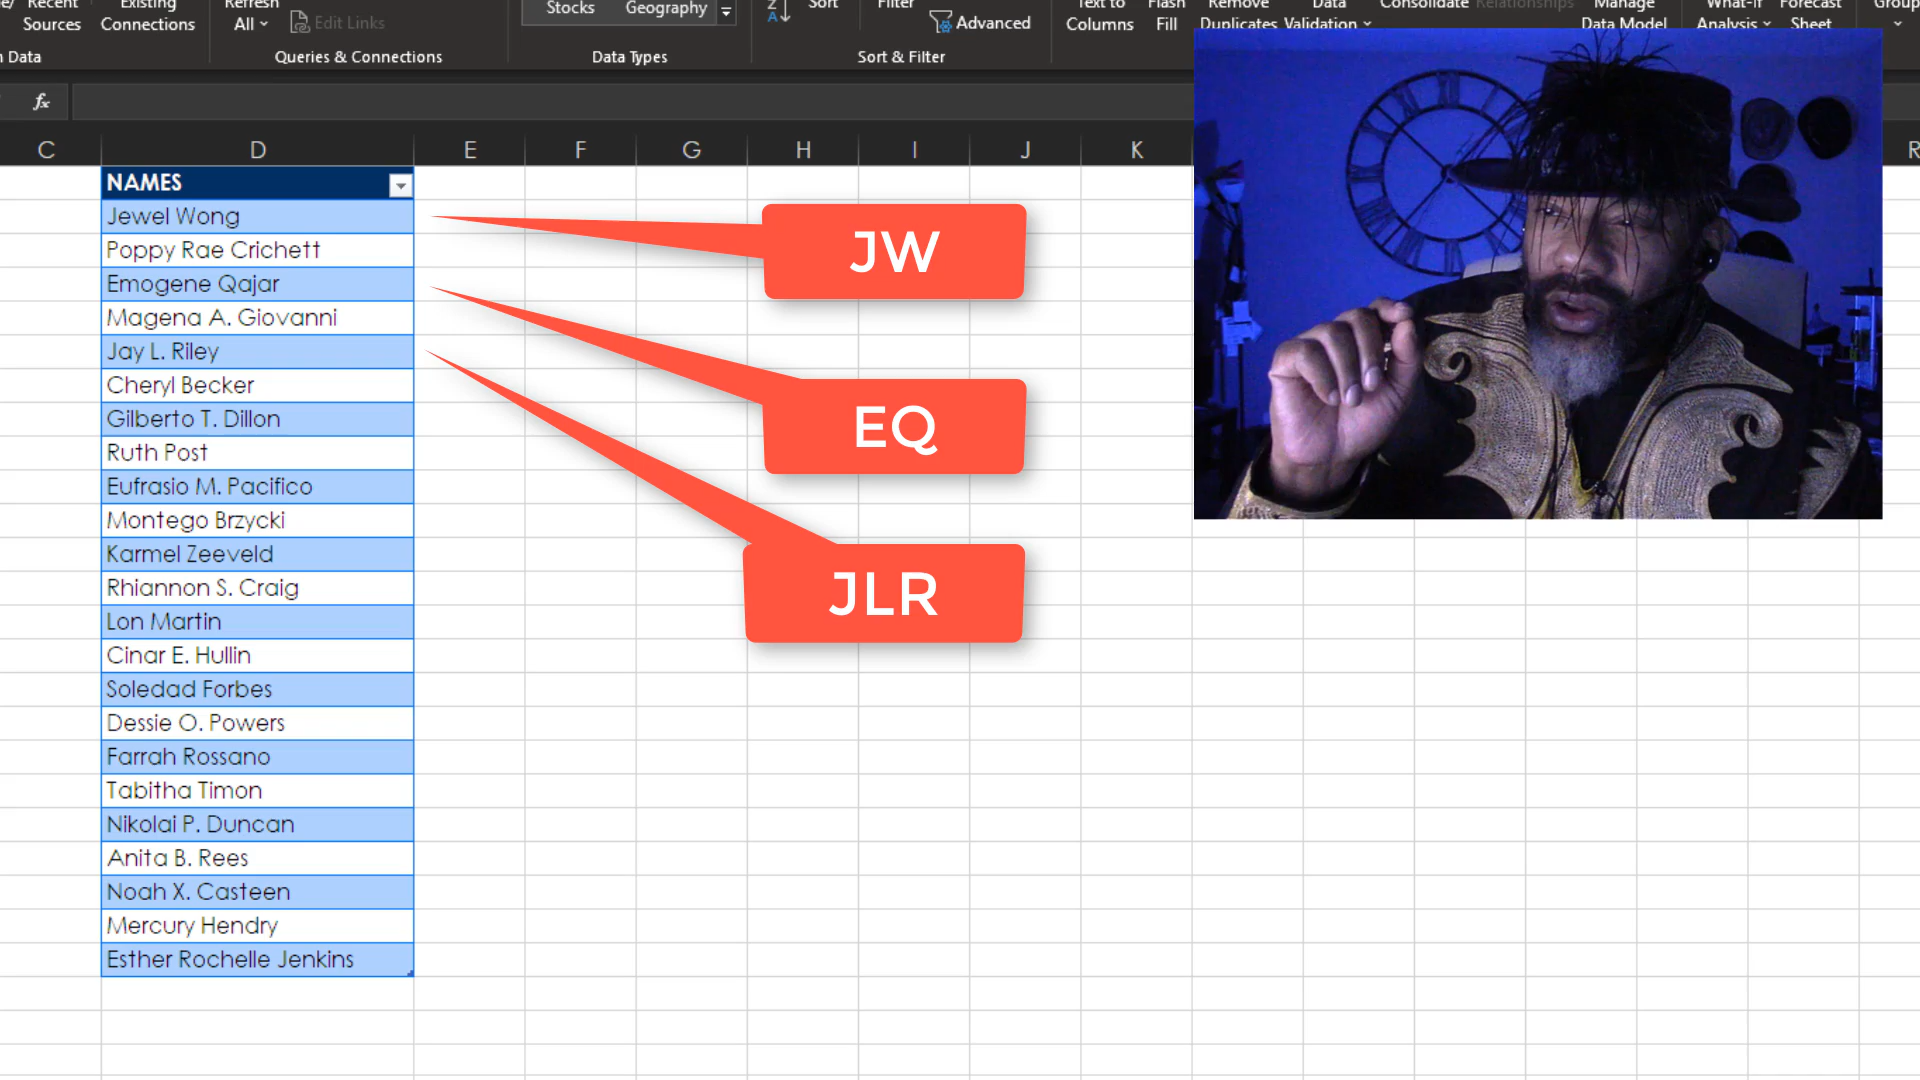 Recent
Sources
Existing
Connections
Refresh
All
Edit Links
Data
Queries & Connections
Stocks
Geography
Data Types
Z
A
Sort
Filter
Advanced
Sort & Filter
Text to
Columns
Flash
Fill
Remove
Duplicates
Data
Validation
Consolidate
Relationships
Manage
Data Model
What-If
Analysis
Forecast
Sheet
Group
fx
C D E F G H I J K R
NAMES
Jewel Wong
Poppy Rae Crichett
Emogene Qajar
Magena A. Giovanni
Jay L. Riley
Cheryl Becker
Gilberto T. Dillon
Ruth Post
Eufrasio M. Pacifico
Montego Brzycki
Karmel Zeeveld
Rhiannon S. Craig
Lon Martin
Cinar E. Hullin
Soledad Forbes
Dessie O. Powers
Farrah Rossano
Tabitha Timon
Nikolai P. Duncan
Anita B. Rees
Noah X. Casteen
Mercury Hendry
Esther Rochelle Jenkins
JW
EQ
JLR